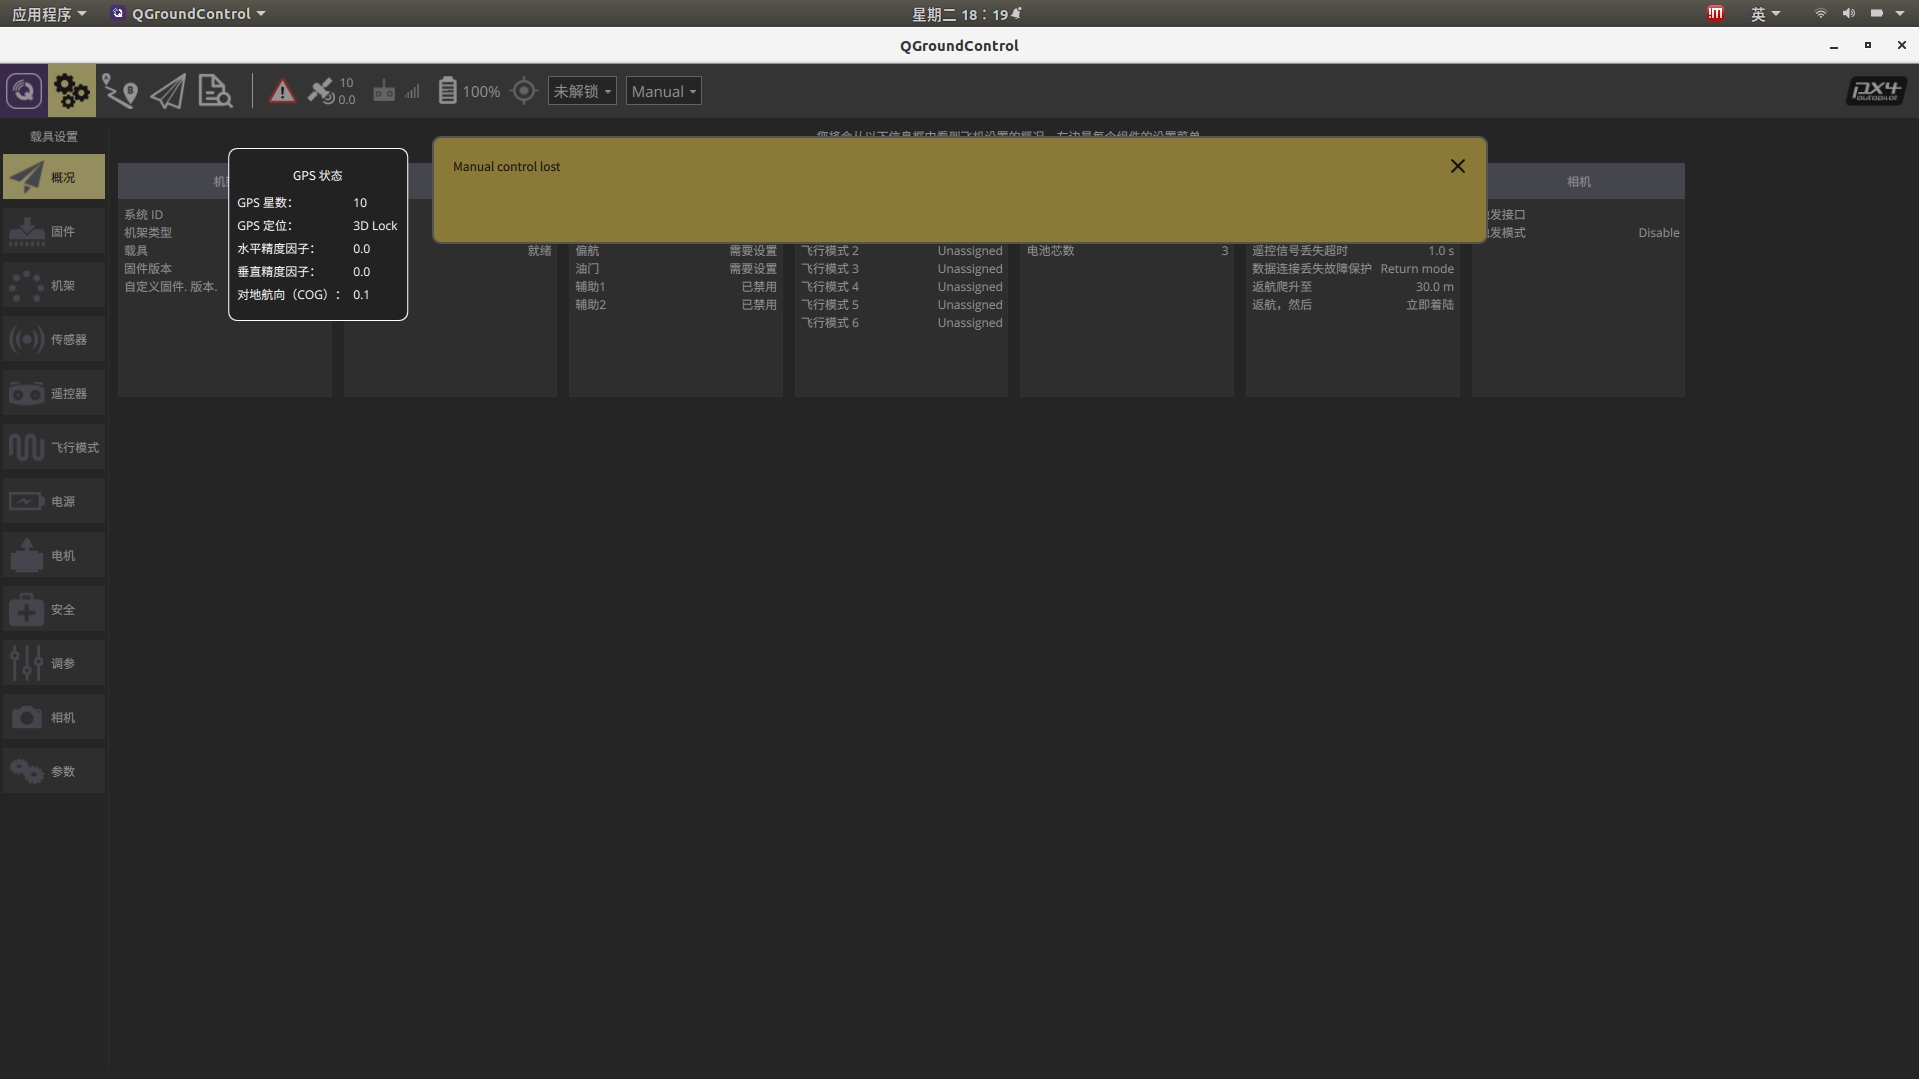 应用程序 QGroundControl 星期二 18：19 英
QGroundControl
10
0.0
100% 未解锁 Manual
px4
autopilot
载具设置
概况
固件
机架
传感器
遥控器
飞行模式
电源
电机
安全
调参
相机
参数
GPS 状态
GPS 星数： 10
GPS 定位： 3D Lock
水平精度因子： 0.0
垂直精度因子： 0.0
对地航向（COG）： 0.1
Manual control lost
系统 ID
机架类型
载具
固件版本
自定义固件. 版本.
就绪
偏航 需要设置
油门 需要设置
辅助1 已禁用
辅助2 已禁用
飞行模式 2 Unassigned
飞行模式 3 Unassigned
飞行模式 4 Unassigned
飞行模式 5 Unassigned
飞行模式 6 Unassigned
电池芯数 3
遥控信号丢失超时 1.0 s
数据连接丢失故障保护 Return mode
返航爬升至 30.0 m
返航，然后 立即着陆
相机
发接口
发模式 Disable